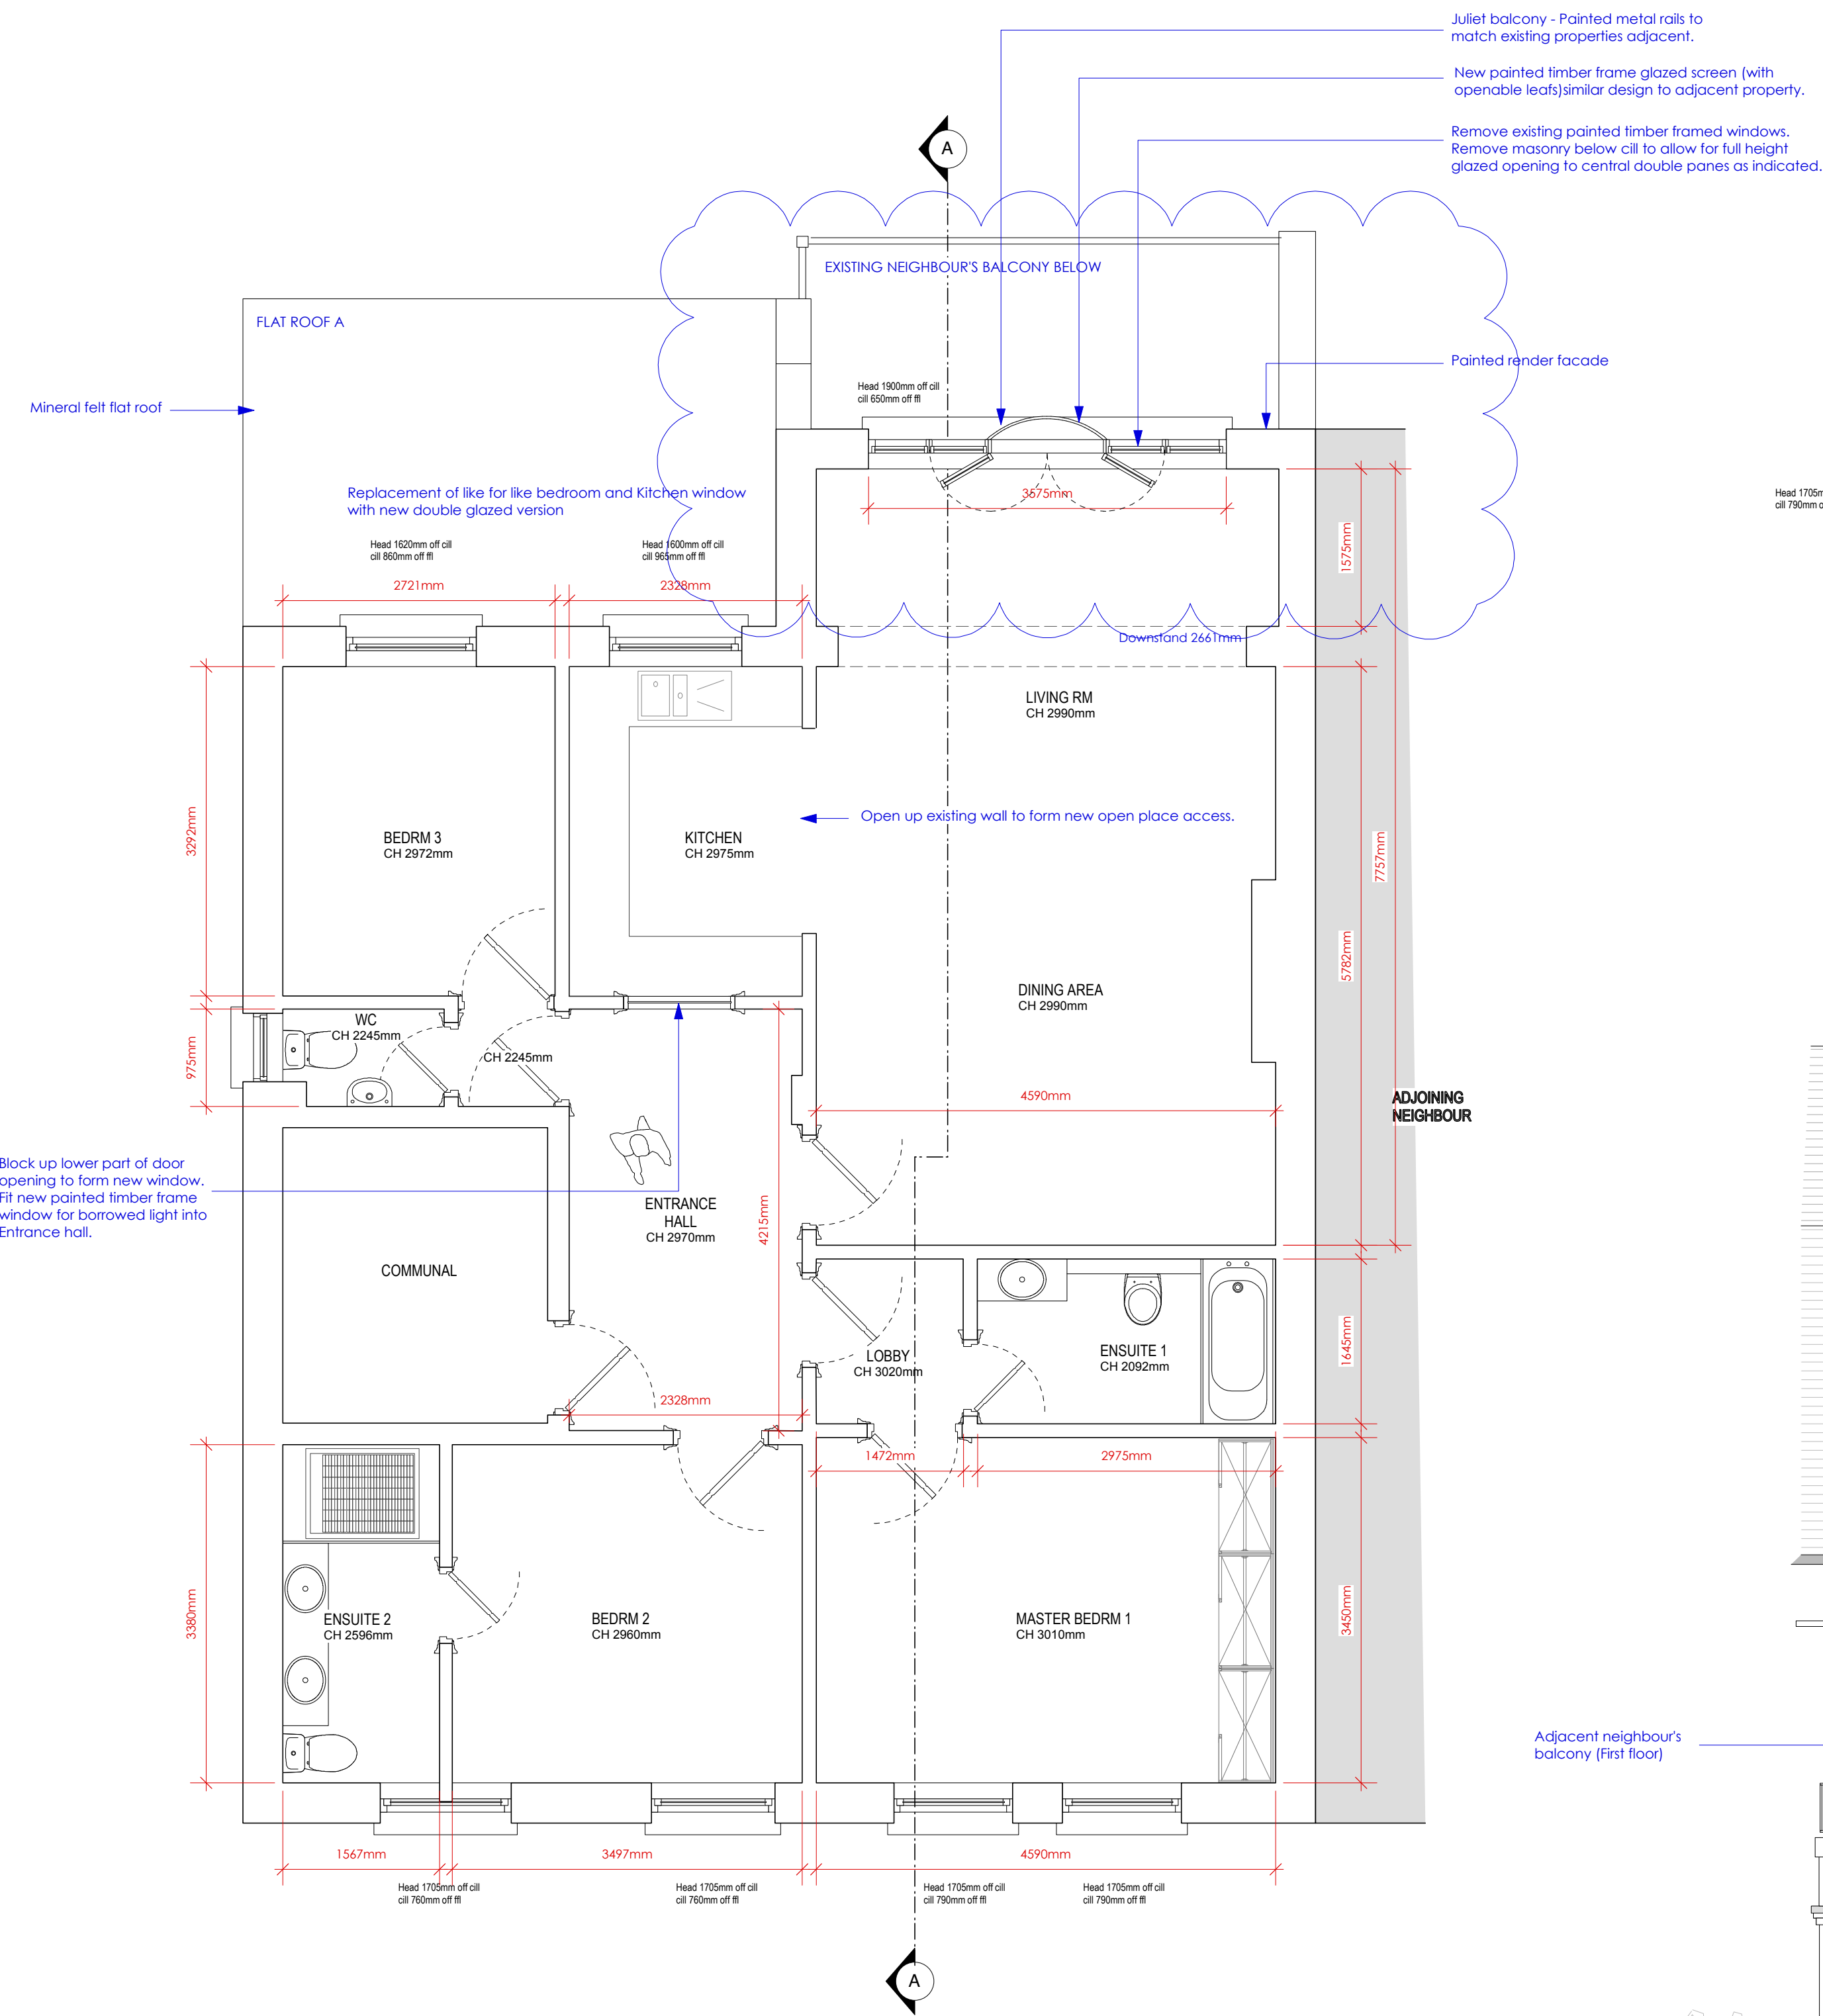 Juliet balcony - Painted metal rails to
match existing properties adjacent.
New painted timber frame glazed screen (with
openable leafs)similar design to adjacent property.
Remove existing painted timber framed windows.
Remove masonry below cill to allow for full height
glazed opening to central double panes as indicated.
A
EXISTING NEIGHBOUR'S BALCONY BELOW
FLAT ROOF A
Painted render facade
Mineral felt flat roof
Head 1900mm off cill
cill 650mm off ffl
Replacement of like for like bedroom and Kitchen window
with new double glazed version
3575mm
Head 1705m
cill 790mm o
Head 1620mm off cill
cill 860mm off ffl
Head 1600mm off cill
cill 965mm off ffl
1575mm
2721mm
2328mm
Downstand 2661mm
LIVING RM
CH 2990mm
3292mm
BEDRM 3
CH 2972mm
KITCHEN
CH 2975mm
Open up existing wall to form new open place access.
7757mm
5782mm
DINING AREA
CH 2990mm
WC
CH 2245mm
CH 2245mm
975mm
4590mm
ADJOINING
NEIGHBOUR
Block up lower part of door
opening to form new window.
Fit new painted timber frame
window for borrowed light into
Entrance hall.
ENTRANCE
HALL
CH 2970mm
4215mm
COMMUNAL
LOBBY
CH 3020mm
ENSUITE 1
CH 2092mm
1645mm
2328mm
1472mm
2975mm
3380mm
ENSUITE 2
CH 2596mm
BEDRM 2
CH 2960mm
MASTER BEDRM 1
CH 3010mm
3450mm
Adjacent neighbour's
balcony (First floor)
1567mm
3497mm
4590mm
Head 1705mm off cill
cill 760mm off ffl
Head 1705mm off cill
cill 760mm off ffl
Head 1705mm off cill
cill 790mm off ffl
Head 1705mm off cill
cill 790mm off ffl
A